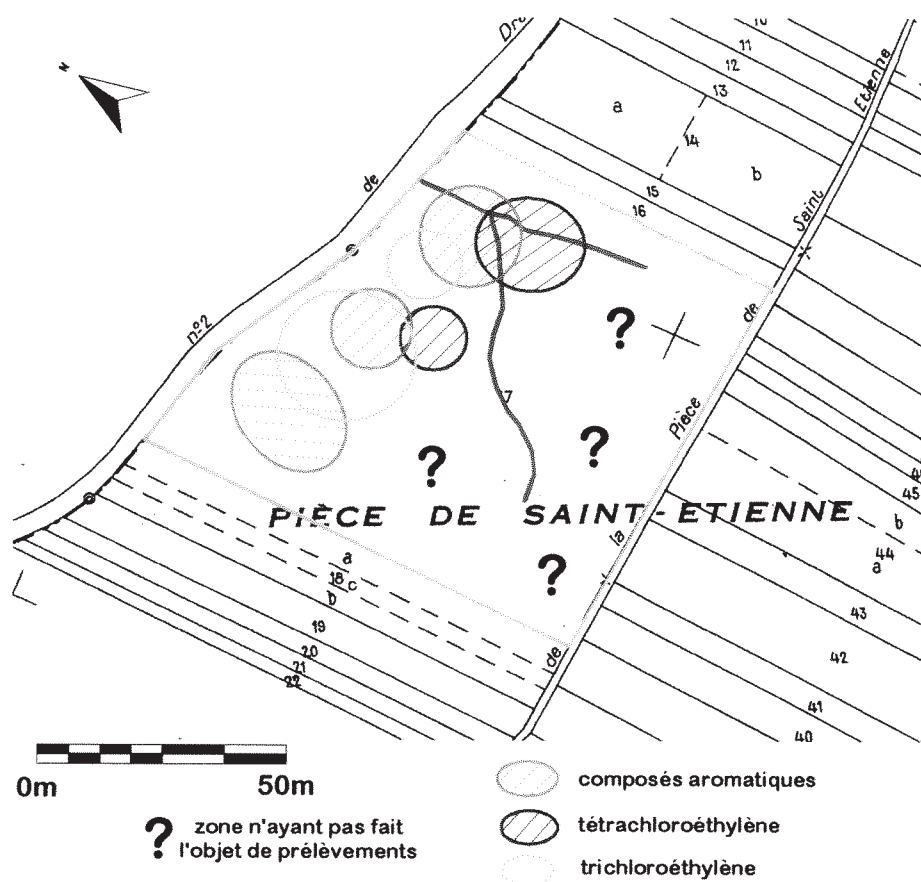 10
11
12
13
14
15
16
a
b
N
de
n°2
Etienne
Saint
de
Pièce
la
de
?
?
?
?
PIÈCE DE SAINT-ETIENNE
a
18 c
b
19
20
21
22
45
b
44
a
43
42
41
40
0m 50m
? zone n'ayant pas fait
l'objet de prélèvements
composés aromatiques
tétrachloroéthylène
trichloroéthylène